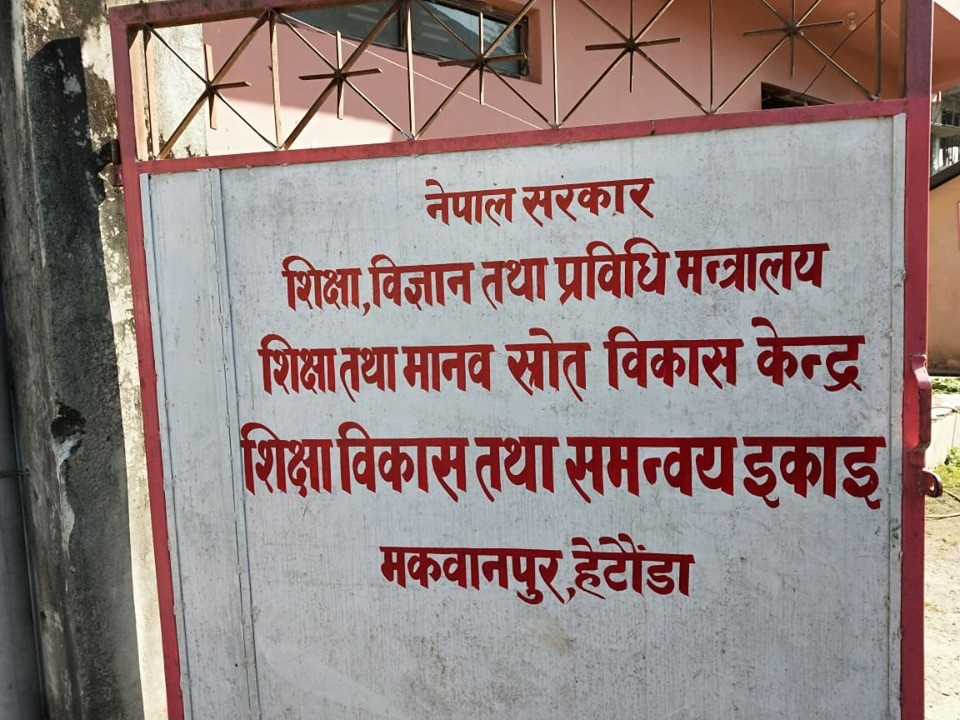 नेपाल सरकार
शिक्षा,विज्ञान तथा प्रविधि मन्त्रालय
शिक्षा तथा मानव स्रोत विकास केन्द्र
शिक्षा विकास तथा समन्वय इकाइ
मकवानपुर,हेटौंडा